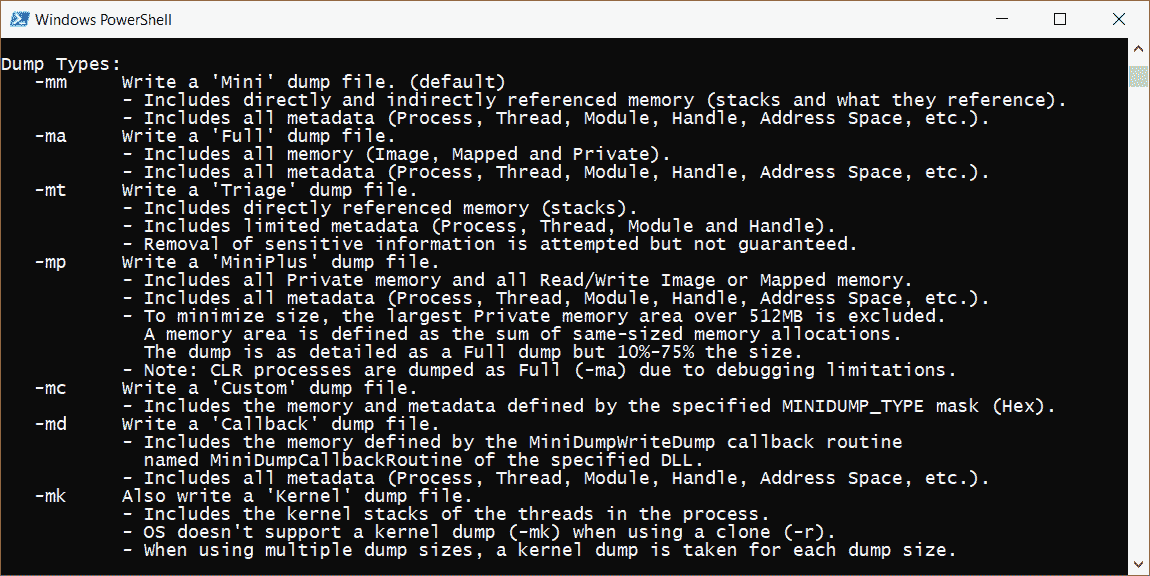 Windows PowerShell
Dump Types:
   -mm     Write a 'Mini' dump file. (default)
           - Includes directly and indirectly referenced memory (stacks and what they reference).
           - Includes all metadata (Process, Thread, Module, Handle, Address Space, etc.).
   -ma     Write a 'Full' dump file.
           - Includes all memory (Image, Mapped and Private).
           - Includes all metadata (Process, Thread, Module, Handle, Address Space, etc.).
   -mt     Write a 'Triage' dump file.
           - Includes directly referenced memory (stacks).
           - Includes limited metadata (Process, Thread, Module and Handle).
           - Removal of sensitive information is attempted but not guaranteed.
   -mp     Write a 'MiniPlus' dump file.
           - Includes all Private memory and all Read/Write Image or Mapped memory.
           - Includes all metadata (Process, Thread, Module, Handle, Address Space, etc.).
           - To minimize size, the largest Private memory area over 512MB is excluded.
             A memory area is defined as the sum of same-sized memory allocations.
             The dump is as detailed as a Full dump but 10%-75% the size.
           - Note: CLR processes are dumped as Full (-ma) due to debugging limitations.
   -mc     Write a 'Custom' dump file.
           - Includes the memory and metadata defined by the specified MINIDUMP_TYPE mask (Hex).
   -md     Write a 'Callback' dump file.
           - Includes the memory defined by the MiniDumpWriteDump callback routine
             named MiniDumpCallbackRoutine of the specified DLL.
           - Includes all metadata (Process, Thread, Module, Handle, Address Space, etc.).
   -mk     Also write a 'Kernel' dump file.
           - Includes the kernel stacks of the threads in the process.
           - OS doesn't support a kernel dump (-mk) when using a clone (-r).
           - When using multiple dump sizes, a kernel dump is taken for each dump size.